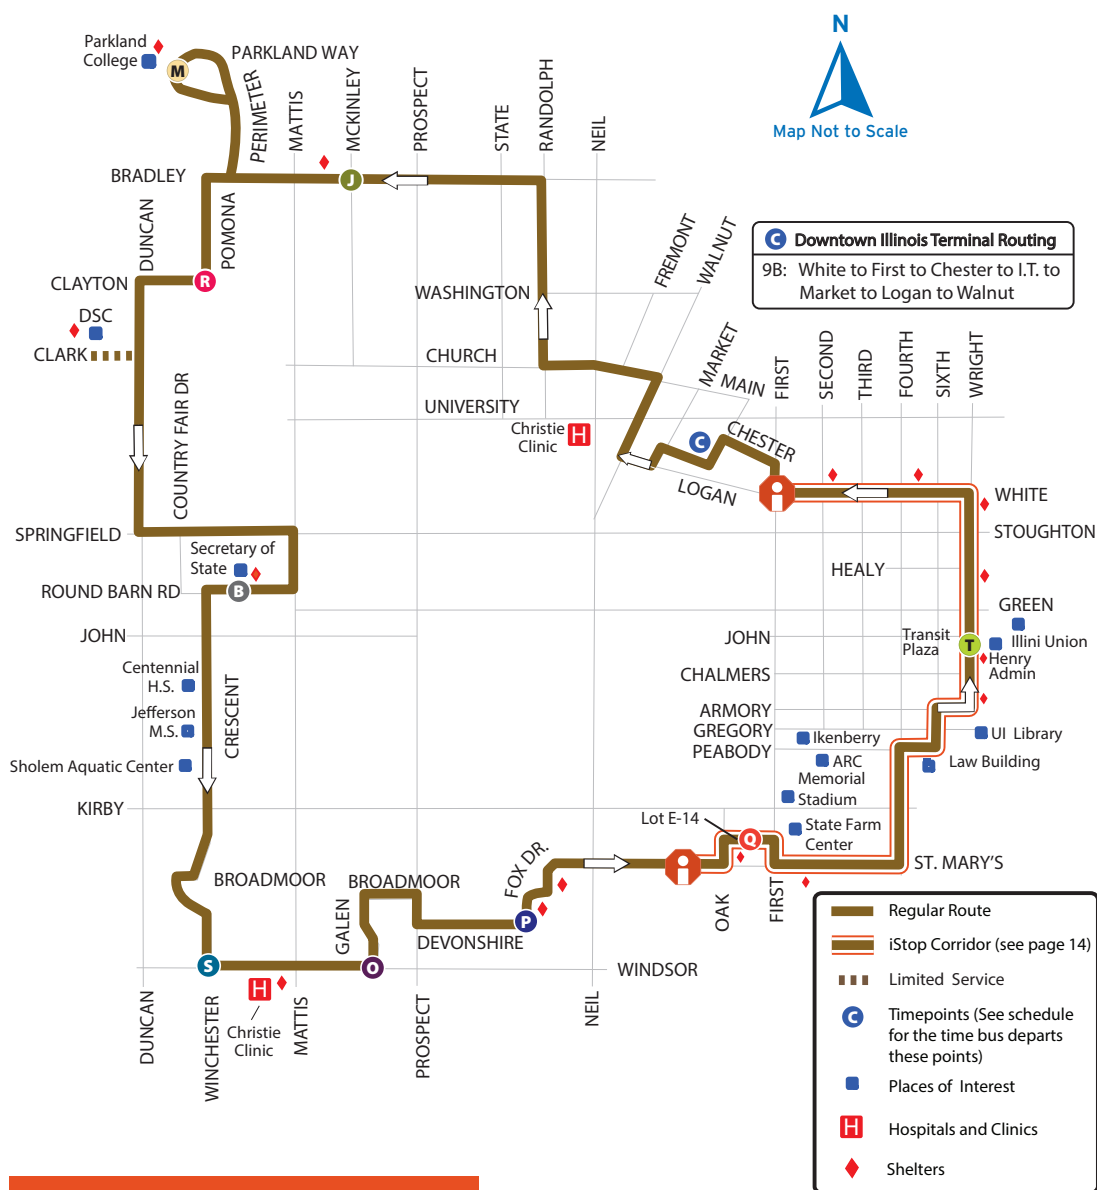 N
Map Not to Scale
Parkland
College
M
PARKLAND WAY
PERIMETER
MATTIS
MCKINLEY
PROSPECT
STATE
RANDOLPH
NEIL
BRADLEY
J
DUNCAN
POMONA
FREMONT
WALNUT
C Downtown Illinois Terminal Routing
9B: White to First to Chester to I.T. to
Market to Logan to Walnut
CLAYTON
R
WASHINGTON
DSC
CLARK
CHURCH
MARKET
MAIN
FIRST
SECOND
THIRD
FOURTH
SIXTH
WRIGHT
COUNTRY FAIR DR
UNIVERSITY
Christie
Clinic
H
C
CHESTER
LOGAN
WHITE
SPRINGFIELD
STOUGHTON
Secretary of
State
HEALY
ROUND BARN RD
B
GREEN
JOHN
JOHN
Transit
Plaza
T
Illini Union
Henry
Admin
Centennial
H.S.
CHALMERS
CRESCENT
Jefferson
M.S.
ARMORY
GREGORY
PEABODY
Ikenberry
UI Library
Sholem Aquatic Center
ARC
Law Building
Memorial
Stadium
KIRBY
Lot E-14
Q
State Farm
Center
FOX DR.
ST. MARY'S
BROADMOOR
BROADMOOR
OAK
FIRST
GALEN
P
DEVONSHIRE
S
O
WINDSOR
H
Christie
Clinic
DUNCAN
WINCHESTER
MATTIS
PROSPECT
NEIL
Regular Route
iStop Corridor (see page 14)
Limited Service
C
Timepoints (See schedule
for the time bus departs
these points)
Places of Interest
H
Hospitals and Clinics
Shelters